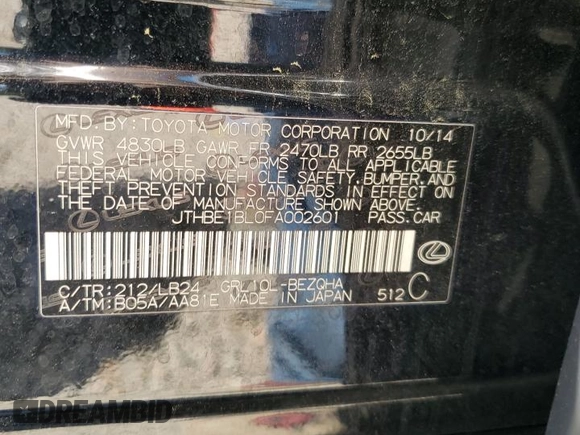 MFD. BY: TOYOTA MOTOR CORPORATION 10/14
GVWR 4830LB GAWR FR 2470LB RR 2655LB
THIS VEHICLE CONFORMS TO ALL APPLICABLE
FEDERAL MOTOR VEHICLE SAFETY, BUMPER, AND
THEFT PREVENTION STANDARDS IN EFFECT ON
THE DATE OF MANUFACTURE SHOWN ABOVE.
JTHBE1BL0FA002601 PASS.CAR
C/TR: 212/LB24 GRL10L-BEZQHA
A/TM: B05A/AA81E MADE IN JAPAN 512 C
DREAMBID